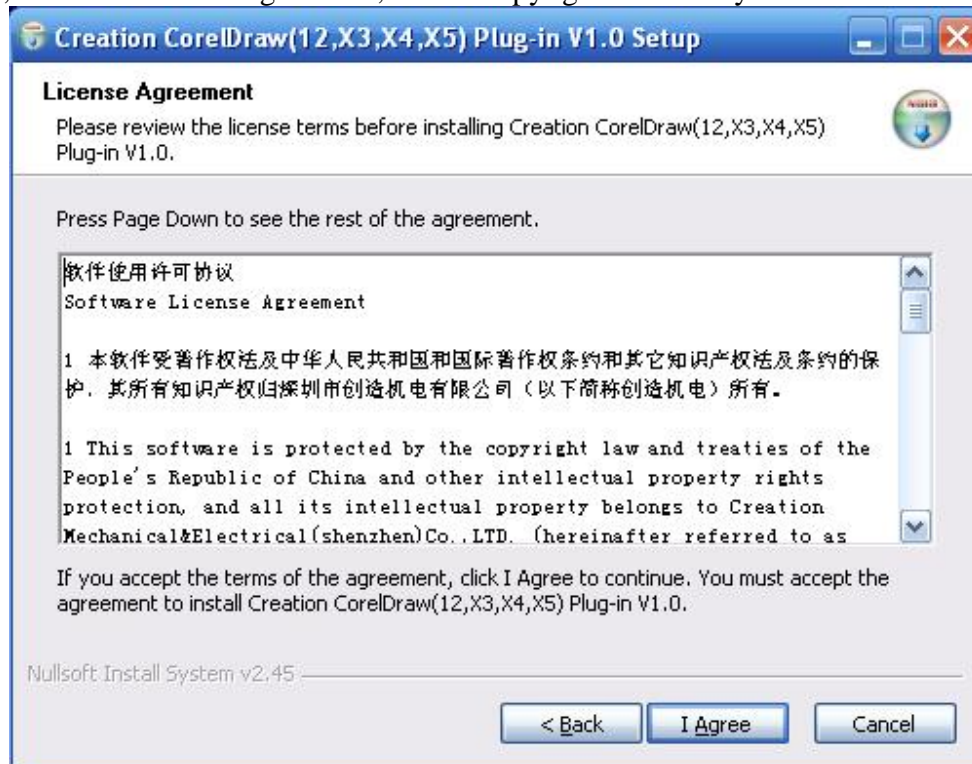 Creation CorelDraw(12,X3,X4,X5) Plug-in V1.0 Setup
License Agreement
Please review the license terms before installing Creation CorelDraw(12,X3,X4,X5)
Plug-in V1.0.
Press Page Down to see the rest of the agreement.
软件使用许可协议
Software License Agreement
1 本软件受著作权法及中华人民共和国和国际著作权条约和其它知识产权法及条约的保
护．其所有知识产权归深圳市创造机电有限公司（以下简称创造机电）所有。
1 This software is protected by the copyright law and treaties of the
People's Republic of China and other intellectual property rights
protection, and all its intellectual property belongs to Creation
Mechanical&Electrical(shenzhen)Co.,LTD. (hereinafter referred to as
If you accept the terms of the agreement, click I Agree to continue. You must accept the
agreement to install Creation CorelDraw(12,X3,X4,X5) Plug-in V1.0.
Nullsoft Install System v2.45
< Back
I Agree
Cancel